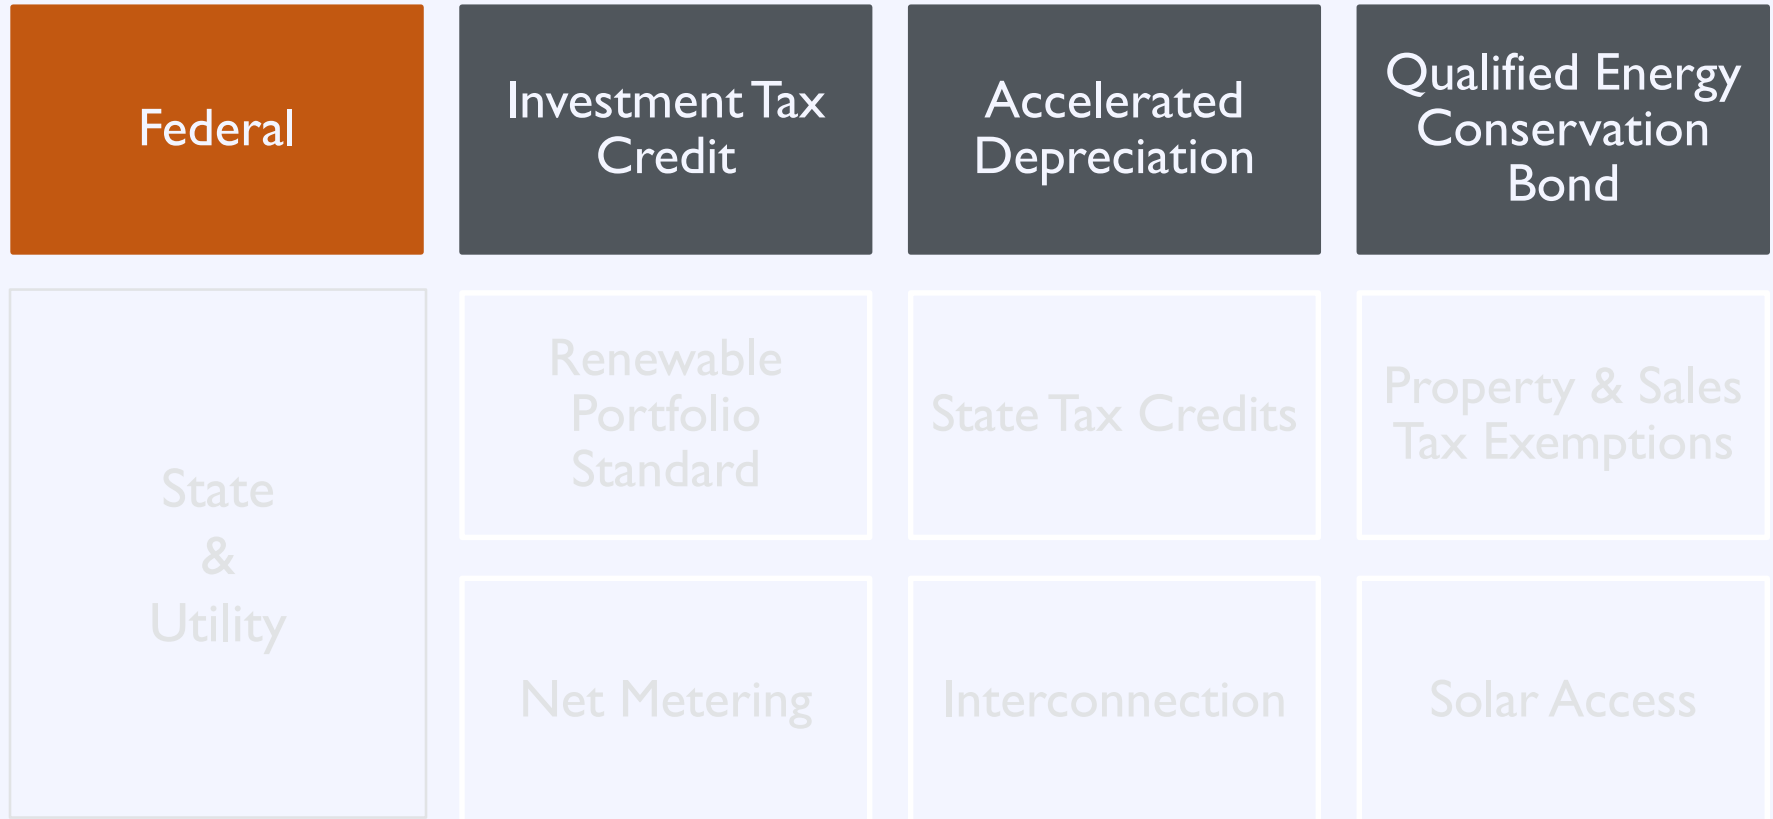 Federal
Investment Tax
Credit
Accelerated
Depreciation
Qualified Energy
Conservation
Bond
State
&
Utility
Renewable
Portfolio
Standard
State Tax Credits
Property & Sales
Tax Exemptions
Net Metering
Interconnection
Solar Access